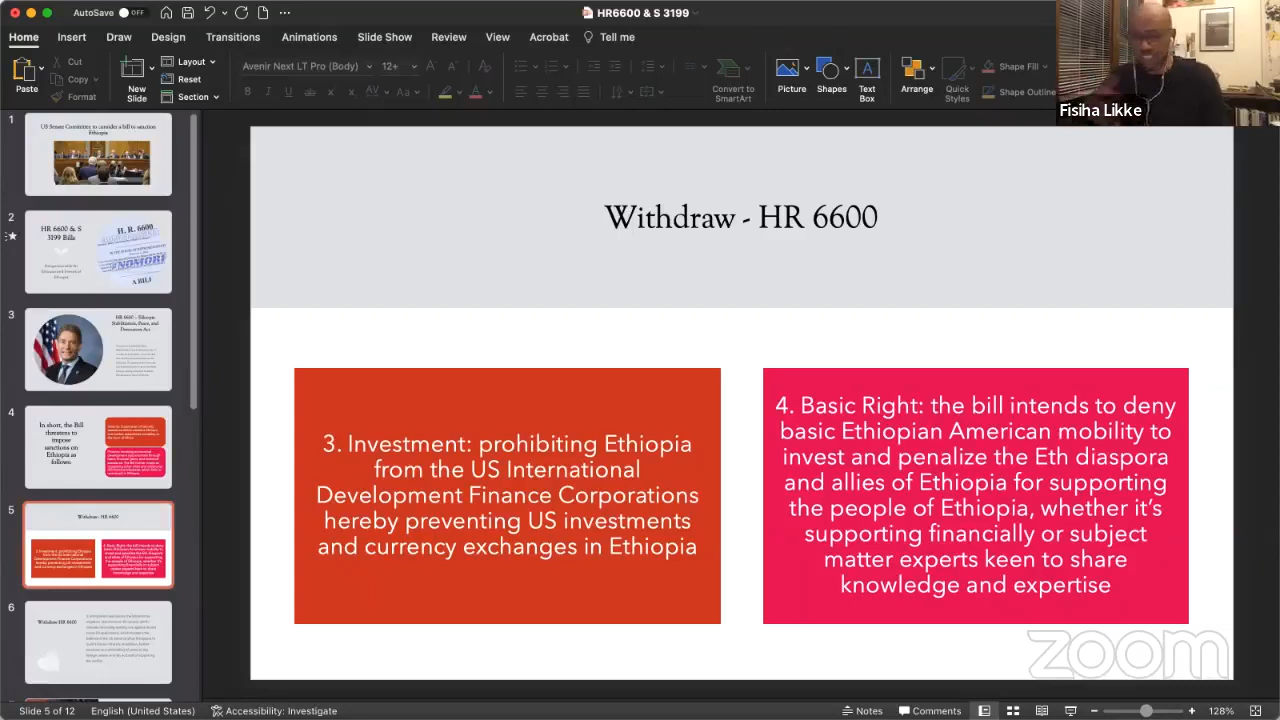 AutoSave OFF
HR6600 & S 3199
Home Insert Draw Design Transitions Animations Slide Show Review View Acrobat Tell me
Paste
Cut
Copy
Format
New
Slide
Layout
Reset
Section
Avenir Next LT Pro (Body 12+
Convert to
SmartArt
Picture
Shapes
Text
Box
Arrange
Quick
Styles
Shape Fill
Shape Outline
Fisiha Likke
1
US Senate Committee to consider a bill to sanction
Ethiopia
2
HR 6600 & S
3199 Bills
H. R. 6600
#NOMORE
A BILL
3
HR 6600 - Ethiopia
Stabilization, Peace, and
Democracy Act
4
In short, the Bill
threatens to
impose
sanctions on
Ethiopia as
follows
5
Withdraw - HR 6600
6
Withdraw HR 6600
Withdraw - HR 6600
3. Investment: prohibiting Ethiopia
from the US International
Development Finance Corporations
hereby preventing US investments
and currency exchanges in Ethiopia
4. Basic Right: the bill intends to deny
basic Ethiopian American mobility to
invest and penalize the Eth diaspora
and allies of Ethiopia for supporting
the people of Ethiopia, whether it's
supporting financially or subject
matter experts keen to share
knowledge and expertise
zoom
Slide 5 of 12 English (United States) Accessibility: Investigate Notes Comments 128%